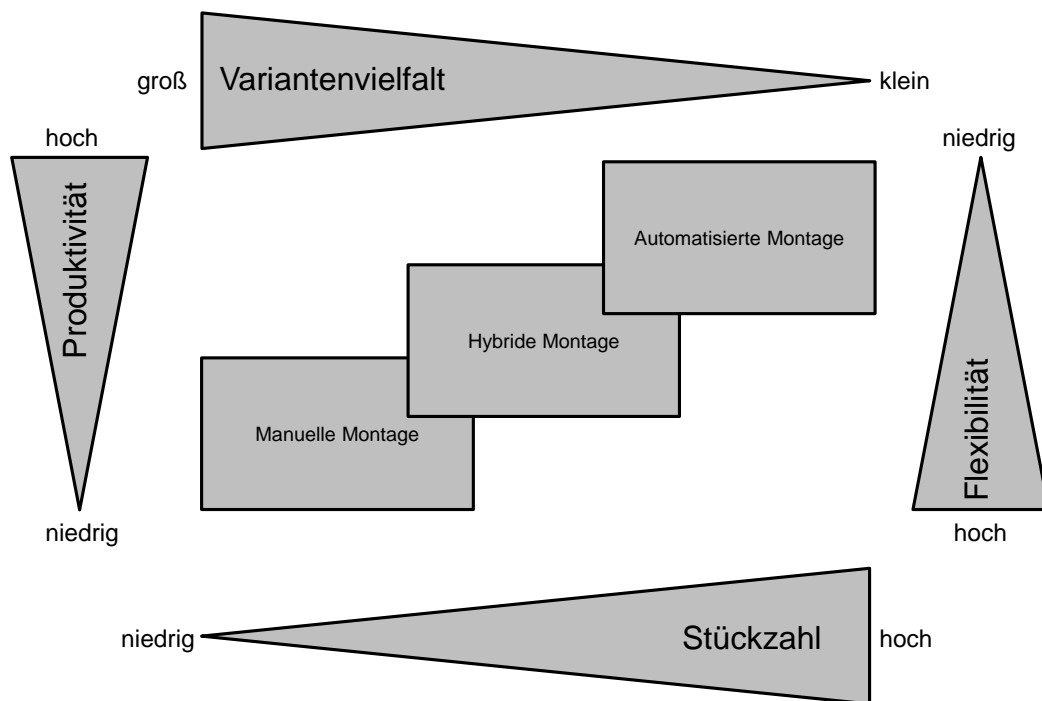 groß
Variantenvielfalt
klein
hoch
niedrig
Produktivität
Automatisierte Montage
Hybride Montage
Manuelle Montage
Flexibilität
niedrig
hoch
niedrig
Stückzahl
hoch